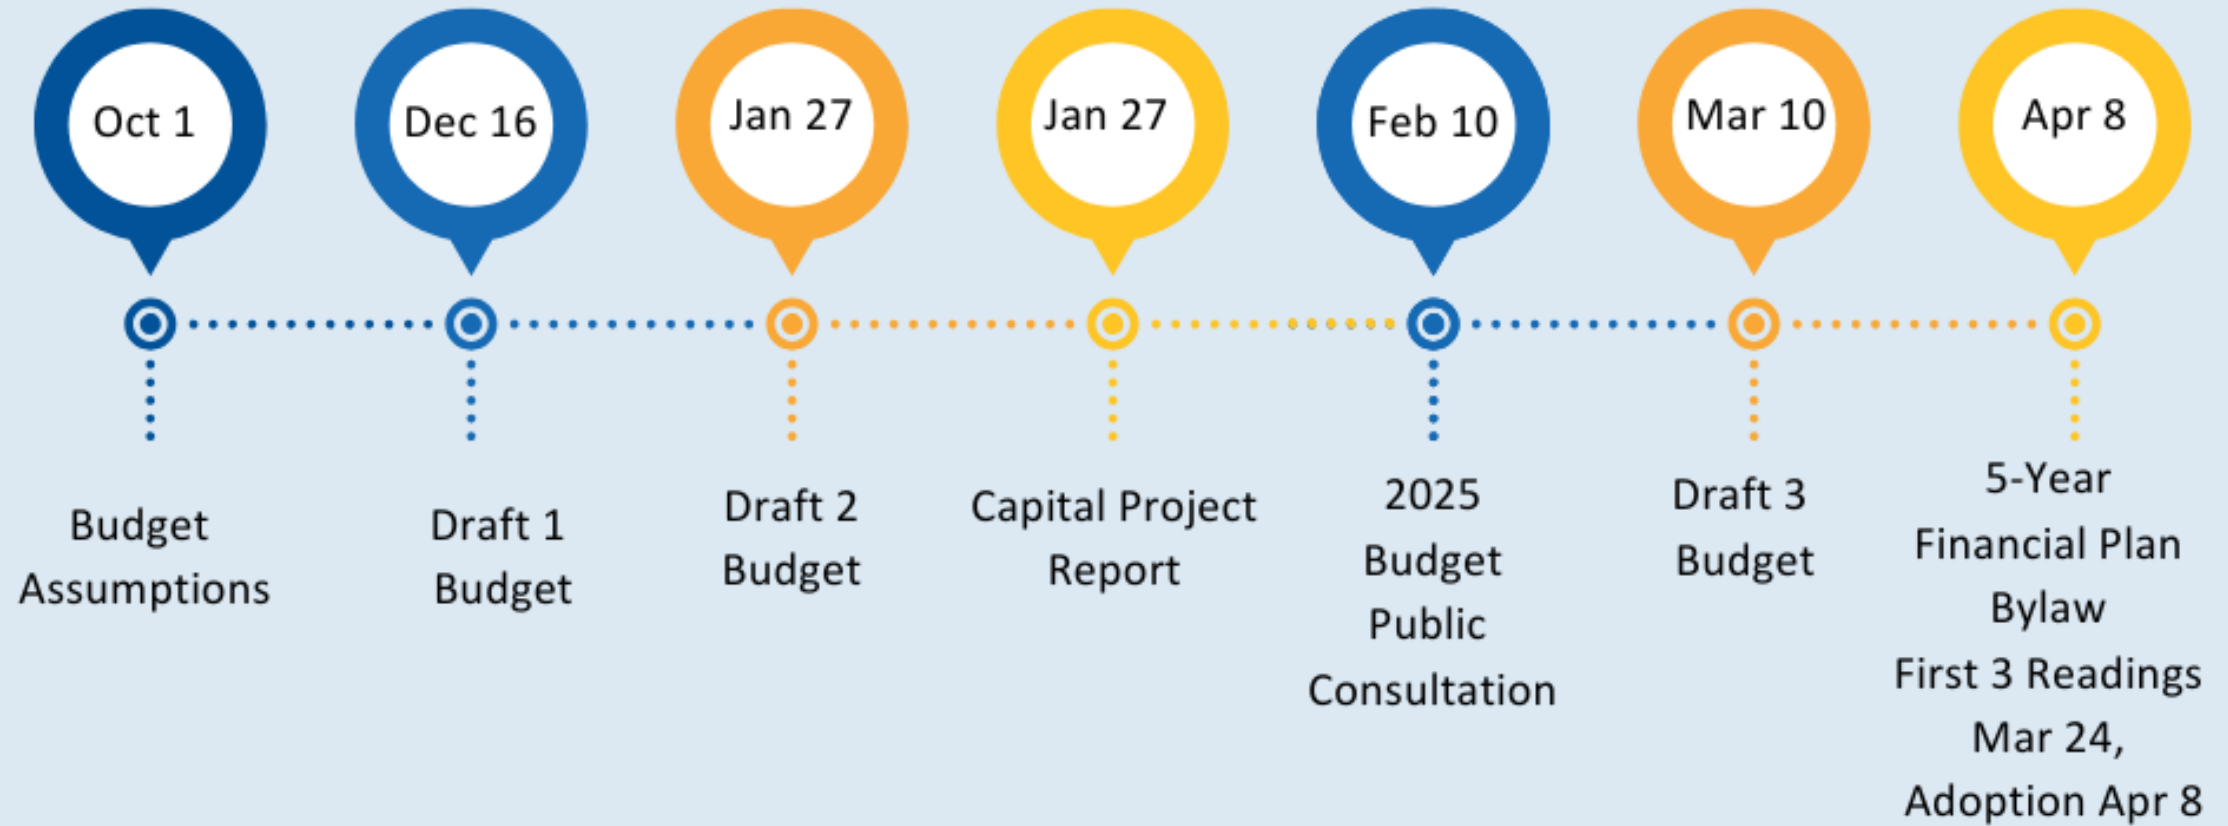 Oct 1
Dec 16
Jan 27
Jan 27
Feb 10
Mar 10
Apr 8
Budget
Assumptions
Draft 1
Budget
Draft 2
Budget
Capital Project
Report
2025
Budget
Public
Consultation
Draft 3
Budget
5-Year
Financial Plan
Bylaw
First 3 Readings
Mar 24,
Adoption Apr 8